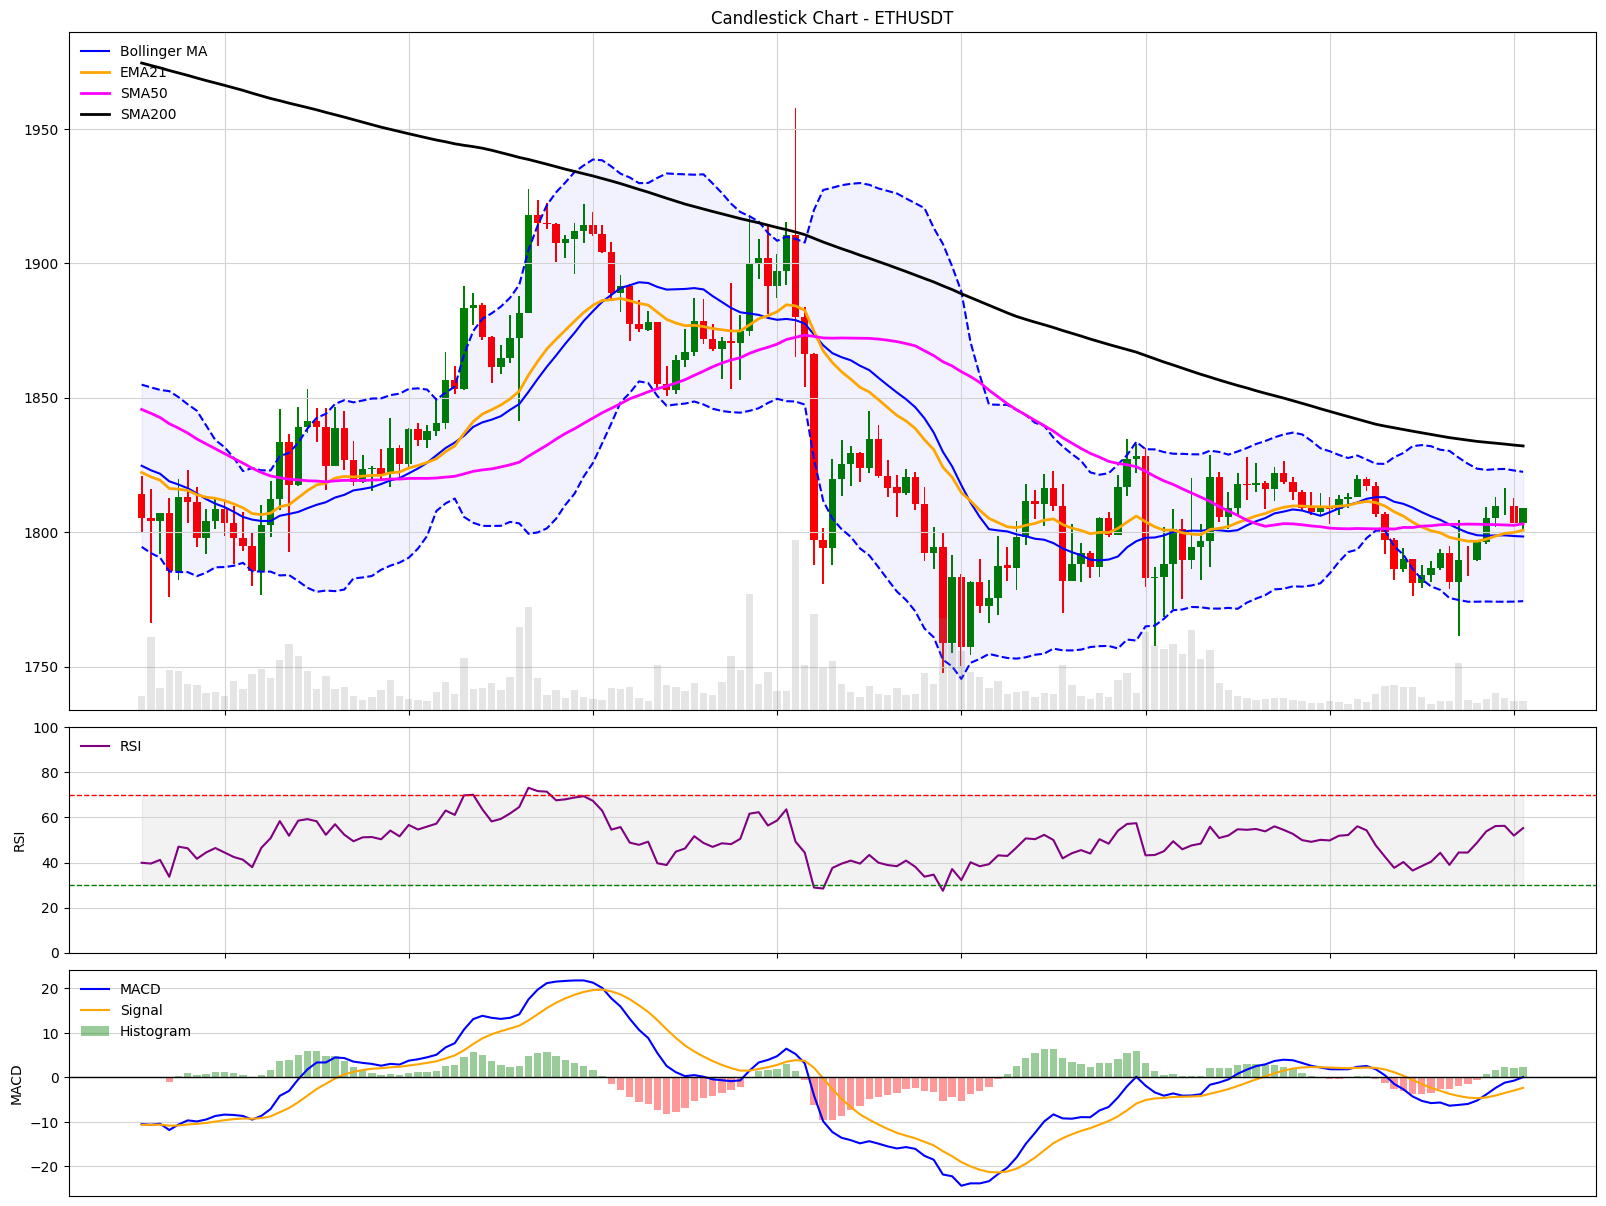 Candlestick Chart - ETHUSDT
Bollinger MA
EMA21
SMA50
SMA200
1950
1900
1850
1800
1750
RSI
100
80
60
40
20
0
RSI
MACD
Signal
Histogram
20
10
0
−10
−20
MACD